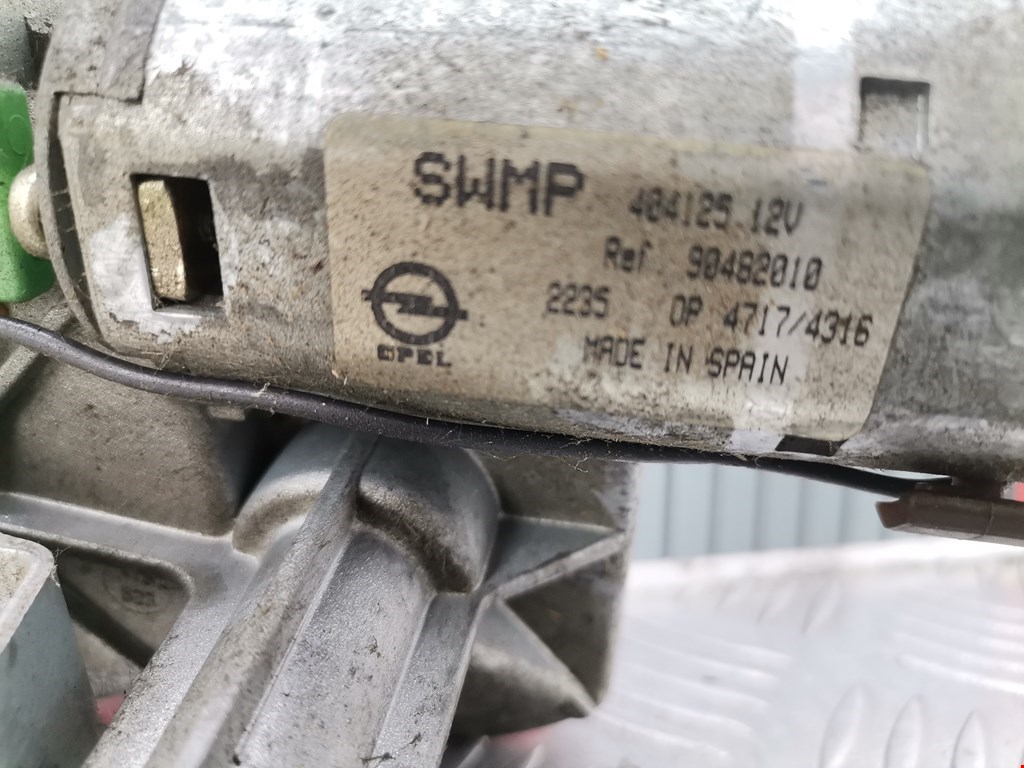 SWMP 404125 12V
Ref 90482010
2235 OP 4717/4316
OPEL MADE IN SPAIN